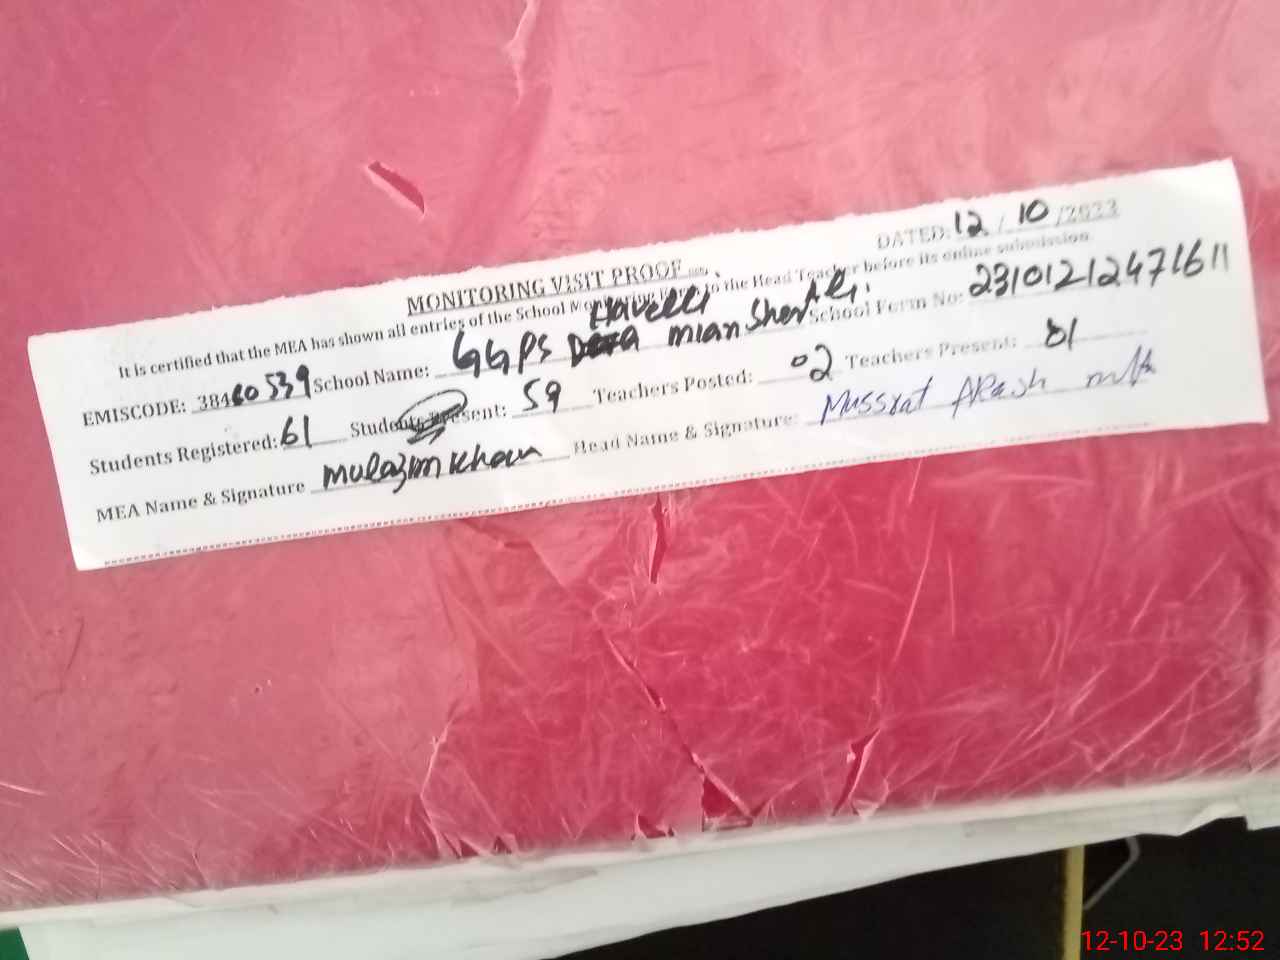 DATED: 12 / 10 /2023
MONITORING VISIT PROOF
It is certified that the MEA has shown all entries of the School Monitoring to the Head Teacher before its online submission
EMISCODE: 38460539 School Name: GGPS Havelli mian Sher Ali. School Form No: 23101212471611
Students Registered: 61 Students Present: 59 Teachers Posted: 02 Teachers Present: 01
MEA Name & Signature mulazim Khan Head Name & Signature: Mussrat
12-10-23 12:52